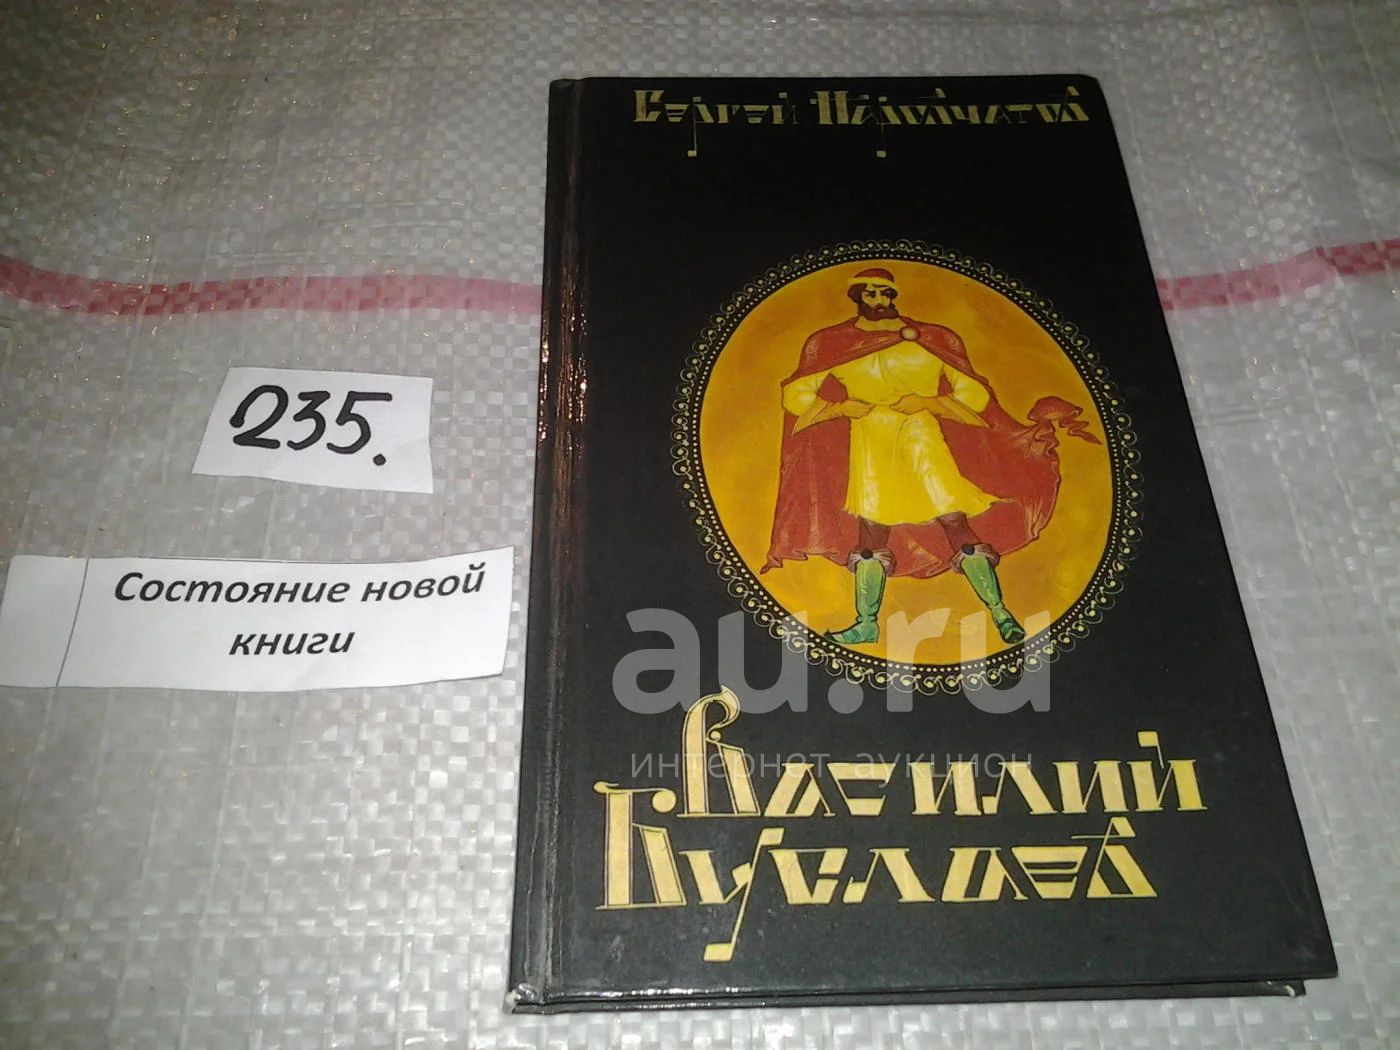 Сергей Наровчатов
235.
Состояние новой
книги
au.ru
интернет-аукцион
Василий
Буслаев